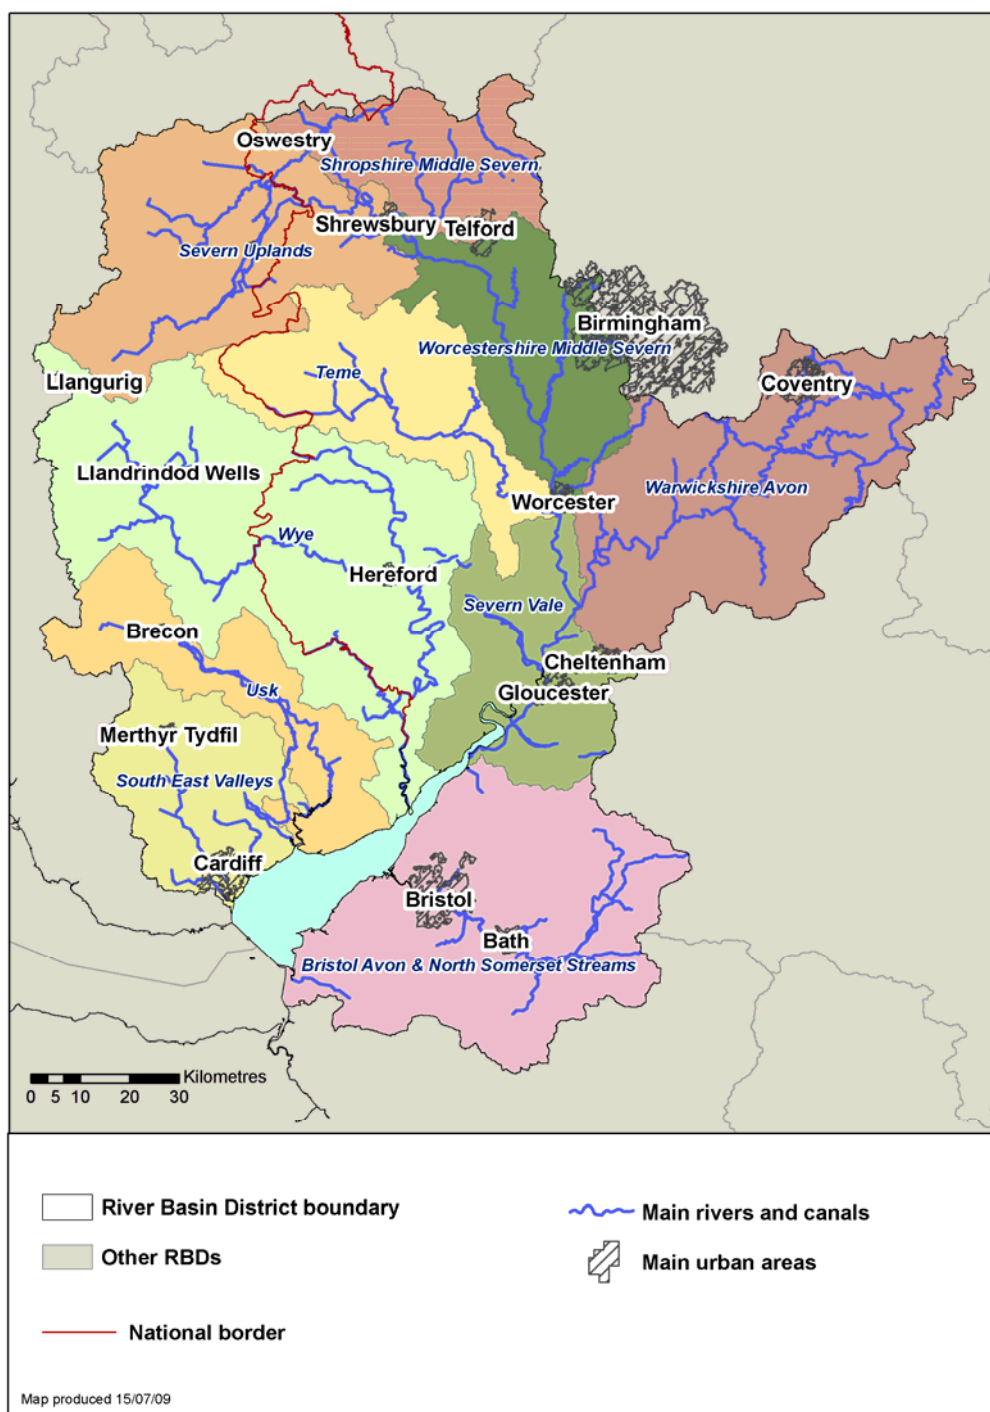 Oswestry
Shropshire Middle Severn
Shrewsbury
Telford
Severn Uplands
Birmingham
Worcestershire Middle Severn
Teme
Llangurig
Coventry
Llandrindod Wells
Warwickshire Avon
Worcester
Wye
Hereford
Severn Vale
Brecon
Cheltenham
Usk
Gloucester
Merthyr Tydfil
South East Valleys
Cardiff
Bristol
Bath
Bristol Avon & North Somerset Streams
Kilometres
0 5 10 20 30
River Basin District boundary
Main rivers and canals
Other RBDs
Main urban areas
National border
Map produced 15/07/09